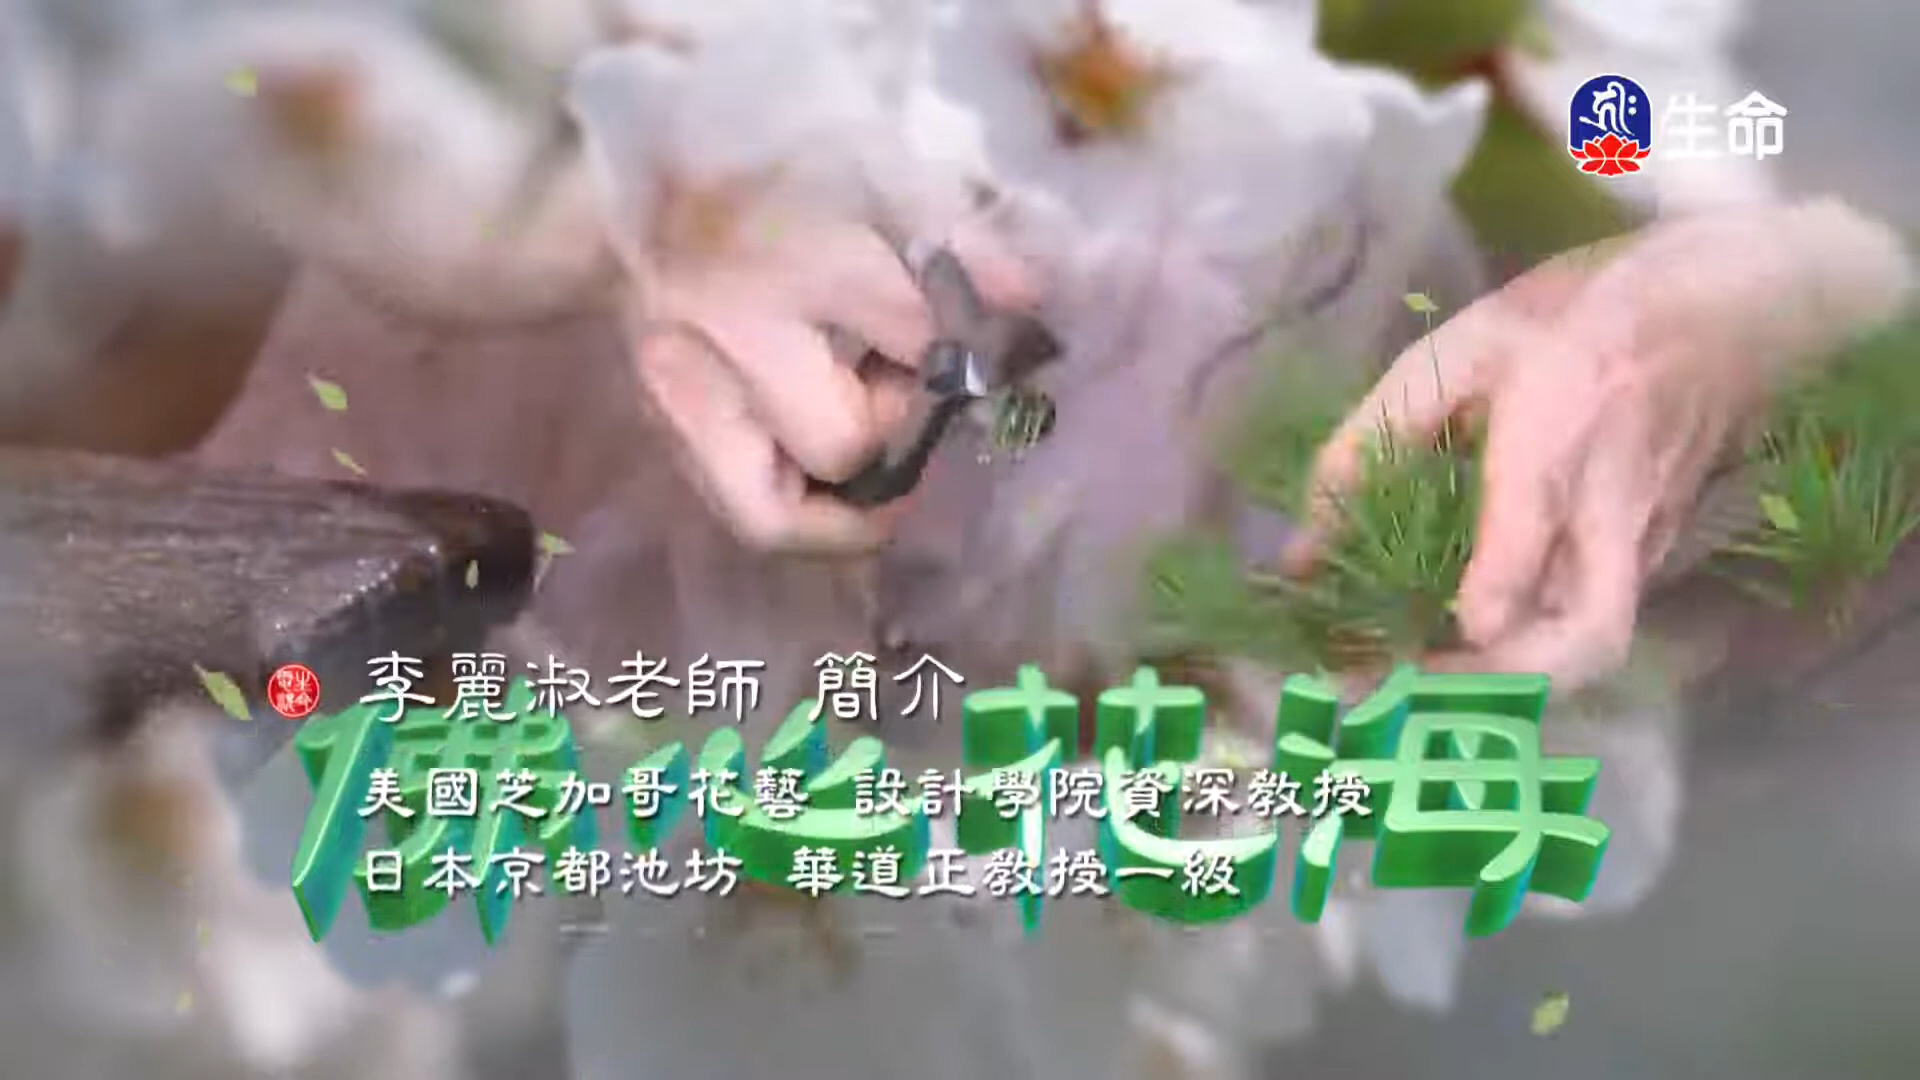 生命
李麗淑老師 簡介
佛心花海
美國芝加哥花藝 設計學院資深教授
日本京都池坊 華道正教授一級